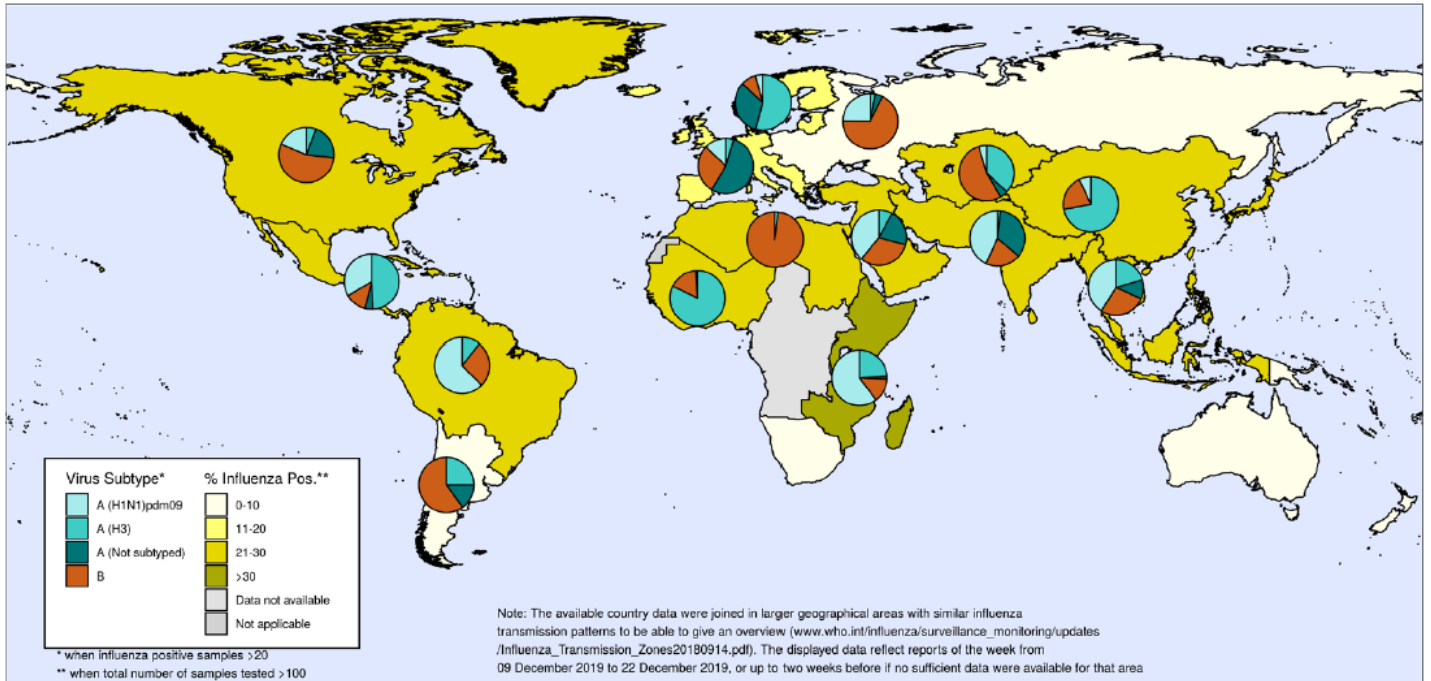 Virus Subtype*
A (H1N1)pdm09
A (H3)
A (Not subtyped)
B
% Influenza Pos.**
0-10
11-20
21-30
>30
Data not available
Not applicable
* when influenza positive samples >20
** when total number of samples tested >100
Note: The available country data were joined in larger geographical areas with similar influenza
transmission patterns to be able to give an overview (www.who.int/influenza/surveillance_monitoring/updates
/Influenza_Transmission_Zones20180914.pdf). The displayed data reflect reports of the week from
09 December 2019 to 22 December 2019, or up to two weeks before if no sufficient data were available for that area